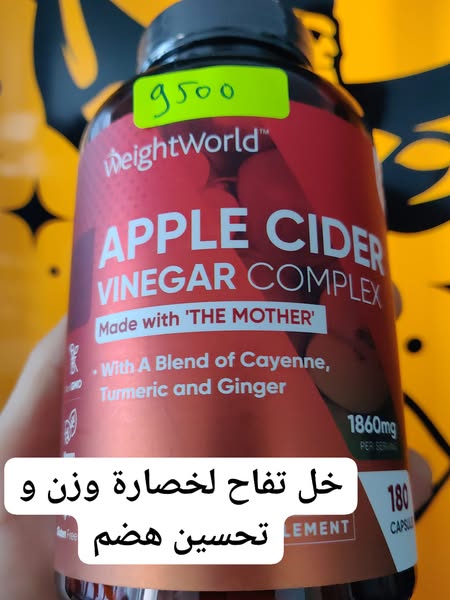 9500
WeightWorld™
APPLE CIDER
VINEGAR COMPLEX
Made with 'THE MOTHER'
• With A Blend of Cayenne,
Turmeric and Ginger
1860mg
PER SERVING
خل تفاح لخصارة وزن و
تحسين هضم
180
CAPSULES